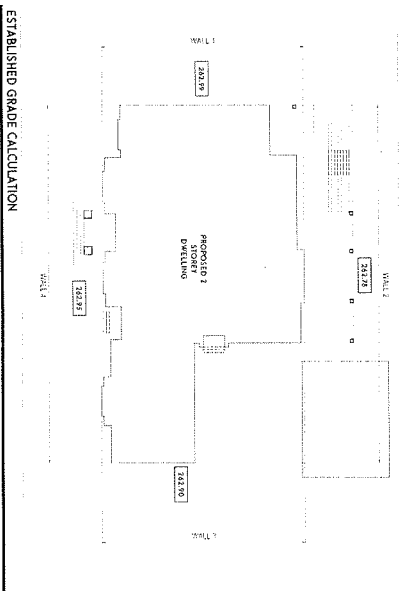 WALL 1
262.99
PROPOSED 2
STOREY
DWELLING
262.78
WALL 2
262.95
WALL 4
262.90
WALL 3
ESTABLISHED GRADE CALCULATION